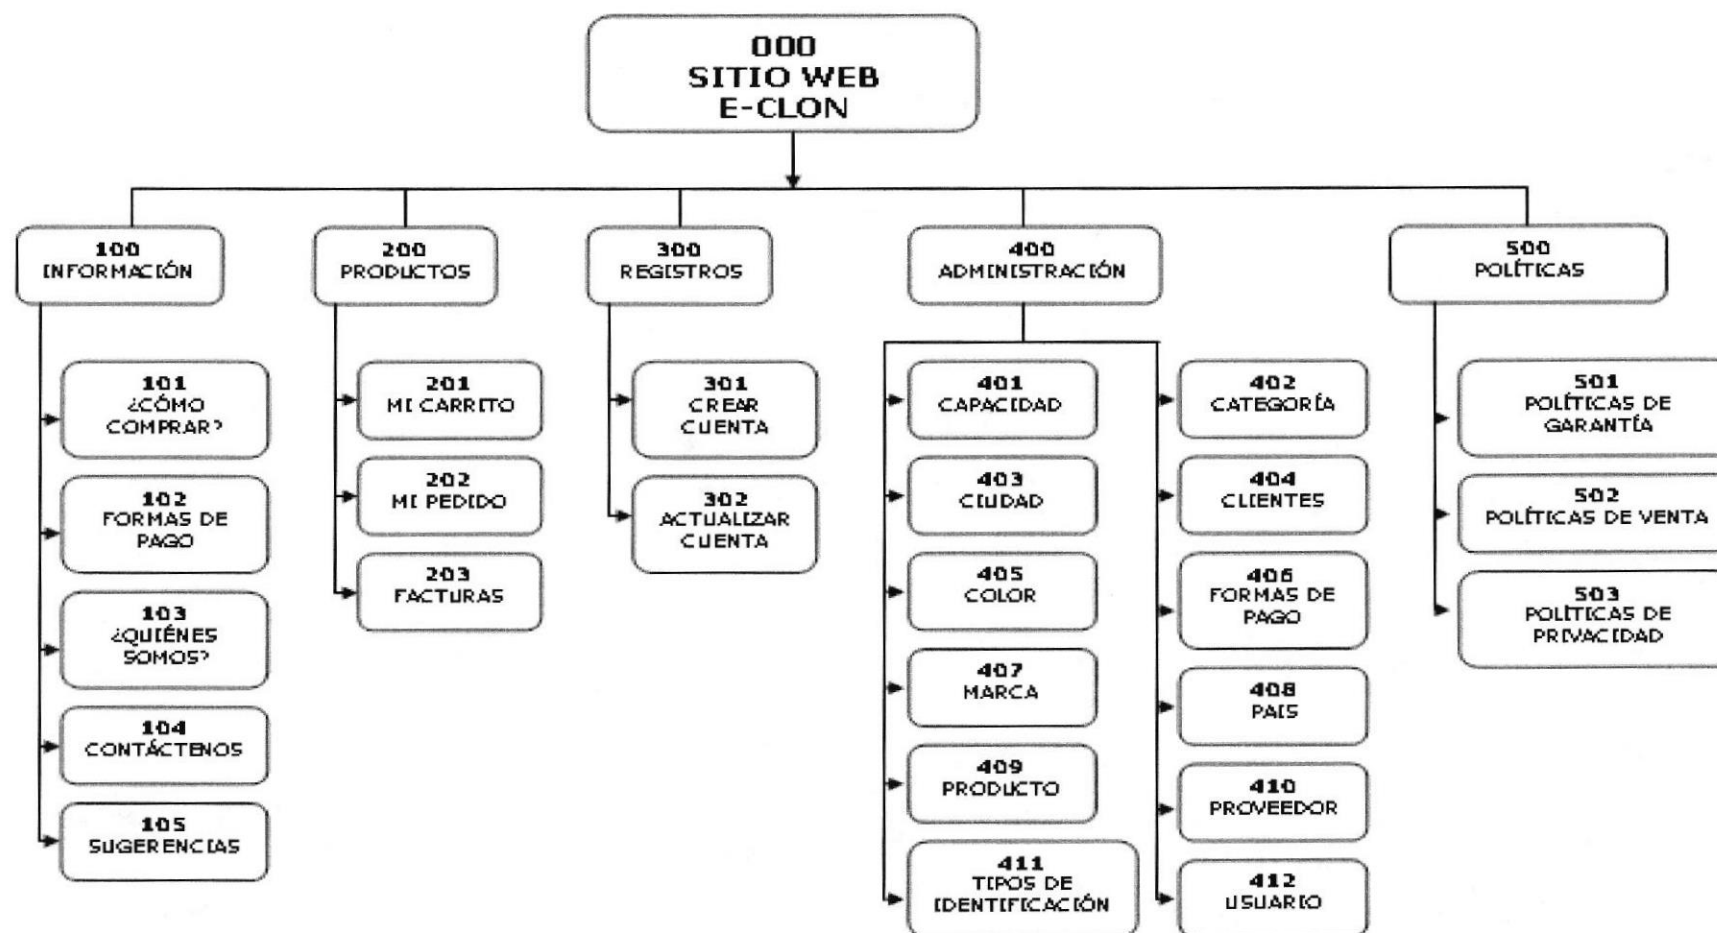 000
SITIO WEB
E-CLON
100
INFORMACIÓN
200
PRODUCTOS
300
REGISTROS
400
ADMINISTRACIÓN
500
POLÍTICAS
101
¿CÓMO
COMPRAR?
102
FORMAS DE
PAGO
103
¿QUIÉNES
SOMOS?
104
CONTÁCTENOS
105
SUGERENCIAS
201
MI CARRITO
202
MI PEDIDO
203
FACTURAS
301
CREAR
CUENTA
302
ACTUALIZAR
CUENTA
401
CAPACIDAD
402
CATEGORÍA
403
CIUDAD
404
CLIENTES
405
COLOR
406
FORMAS DE
PAGO
407
MARCA
408
PAIS
409
PRODUCTO
410
PROVEEDOR
411
TIPOS DE
IDENTIFICACIÓN
412
USUARIO
501
POLÍTICAS DE
GARANTÍA
502
POLÍTICAS DE VENTA
503
POLÍTICAS DE
PRIVACIDAD